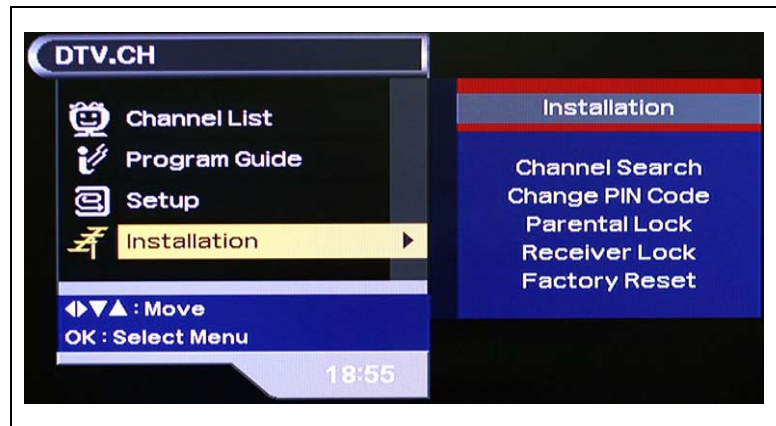 DTV.CH
Channel List
Program Guide
Setup
Installation
: Move
OK : Select Menu
18:55
Installation
Channel Search
Change PIN Code
Parental Lock
Receiver Lock
Factory Reset